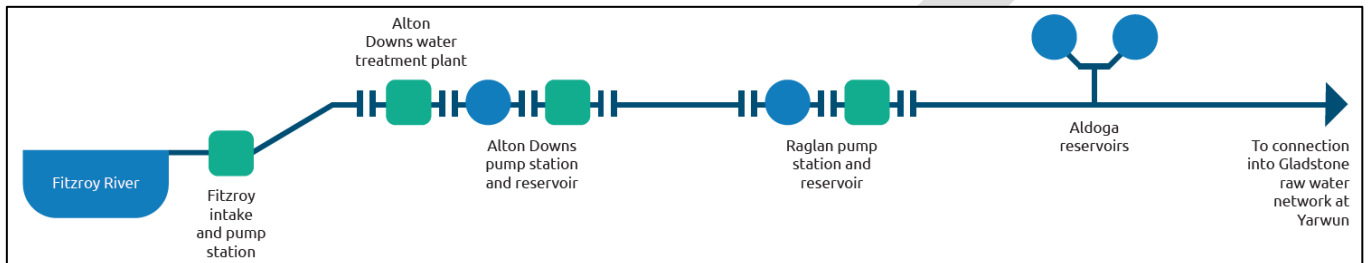 Alton
Downs water
treatment plant
Fitzroy River
Fitzroy
intake
and pump
station
Alton Downs
pump station
and reservoir
Raglan pump
station and
reservoir
Aldoga
reservoirs
To connection
into Gladstone
raw water
network at
Yarwun